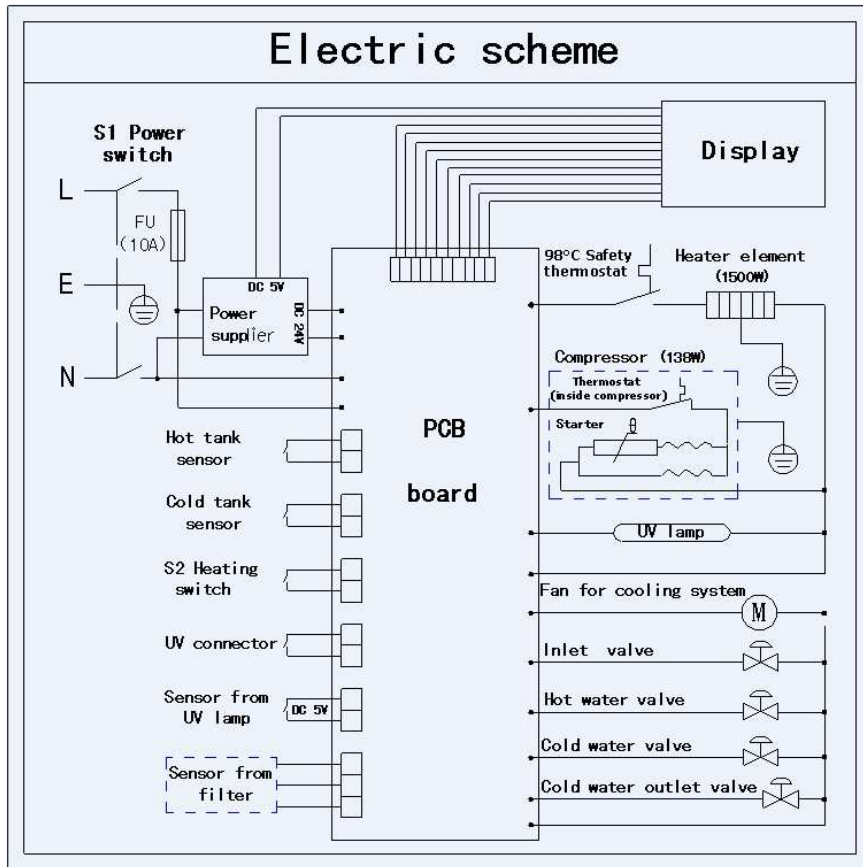 Electric scheme
S1 Power
switch
L
FU
(10A)
E
N
DC 5V
Power
supplier
DC 24V
Display
98°C Safety
thermostat
Heater element
(1500W)
Compressor (138W)
Thermostat
(inside compressor)
Starter
θ
PCB
board
Hot tank
sensor
Cold tank
sensor
S2 Heating
switch
UV connector
Sensor from
UV lamp
DC 5V
Sensor from
filter
UV lamp
Fan for cooling system
M
Inlet valve
Hot water valve
Cold water valve
Cold water outlet valve